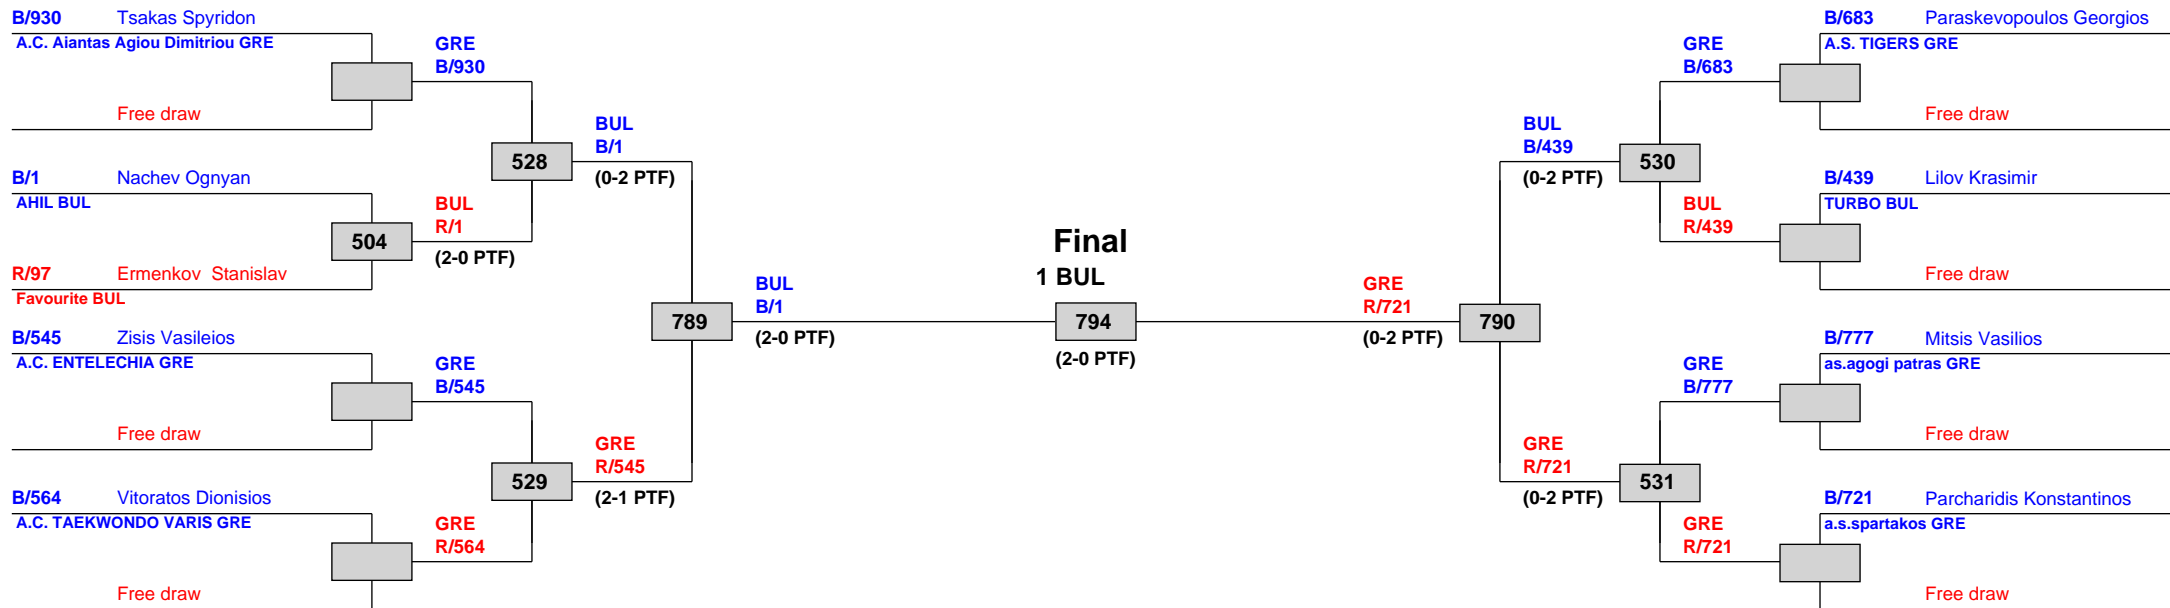 B/930 Tsakas Spyridon
A.C. Aiantas Agiou Dimitriou GRE
Free draw
B/1 Nachev Ognyan
AHIL BUL
R/97 Ermenkov  Stanislav
Favourite BUL
B/545 Zisis Vasileios
A.C. ENTELECHIA GRE
Free draw
B/564 Vitoratos Dionisios
A.C. TAEKWONDO VARIS GRE
Free draw
GRE
B/930
504
BUL
R/1
(2-0 PTF)
GRE
B/545
GRE
R/564
528
BUL
B/1
(0-2 PTF)
529
GRE
R/545
(2-1 PTF)
789
BUL
B/1
(2-0 PTF)
Final
1 BUL
794
(2-0 PTF)
GRE
R/721
(0-2 PTF)
790
BUL
B/439
(0-2 PTF)
530
GRE
R/721
(0-2 PTF)
531
GRE
B/683
BUL
R/439
GRE
B/777
GRE
R/721
B/683 Paraskevopoulos Georgios
A.S. TIGERS GRE
Free draw
B/439 Lilov Krasimir
TURBO BUL
Free draw
B/777 Mitsis Vasilios
as.agogi patras GRE
Free draw
B/721 Parcharidis Konstantinos
a.s.spartakos GRE
Free draw